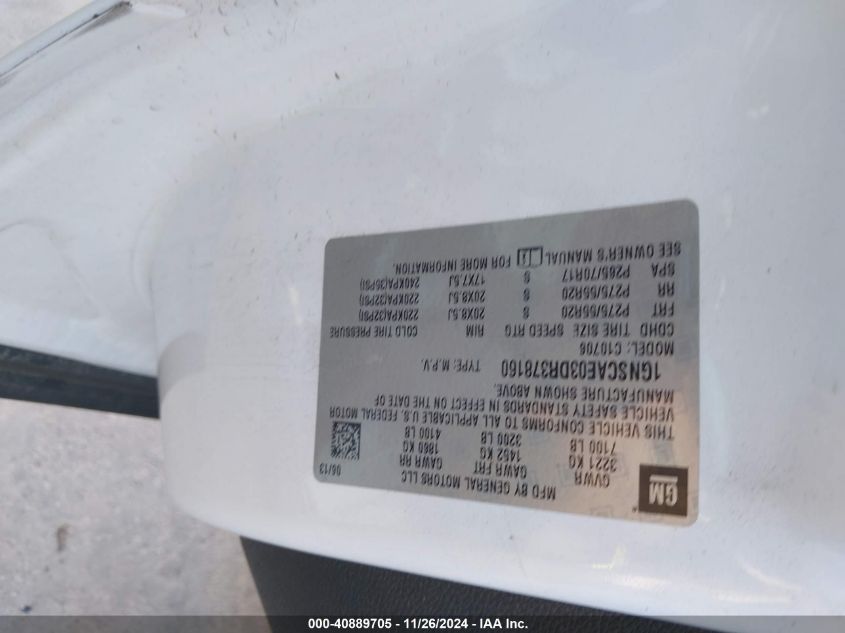 GM
MFD BY GENERAL MOTORS LLC
06/13
GVWR GAWR FRT GAWR RR
3221 KG 1452 KG 1860 KG
7100 LB 3200 LB 4100 LB
THIS VEHICLE CONFORMS TO ALL APPLICABLE U.S. FEDERAL MOTOR
VEHICLE SAFETY STANDARDS IN EFFECT ON THE DATE OF
MANUFACTURE SHOWN ABOVE.
1GNSCAE03DR378160 TYPE: M.P.V.
MODEL: C10706
CDHD TIRE SIZE SPEED RTG RIM COLD TIRE PRESSURE
FRT P275/55R20 S 20X8.5J 220KPA(32PSI)
RR P275/55R20 S 20X8.5J 220KPA(32PSI)
SPA P265/70R17 S 17X7.5J 240KPA(35PSI)
SEE OWNER'S MANUAL FOR MORE INFORMATION.
000-40889705 - 11/26/2024 - IAA Inc.